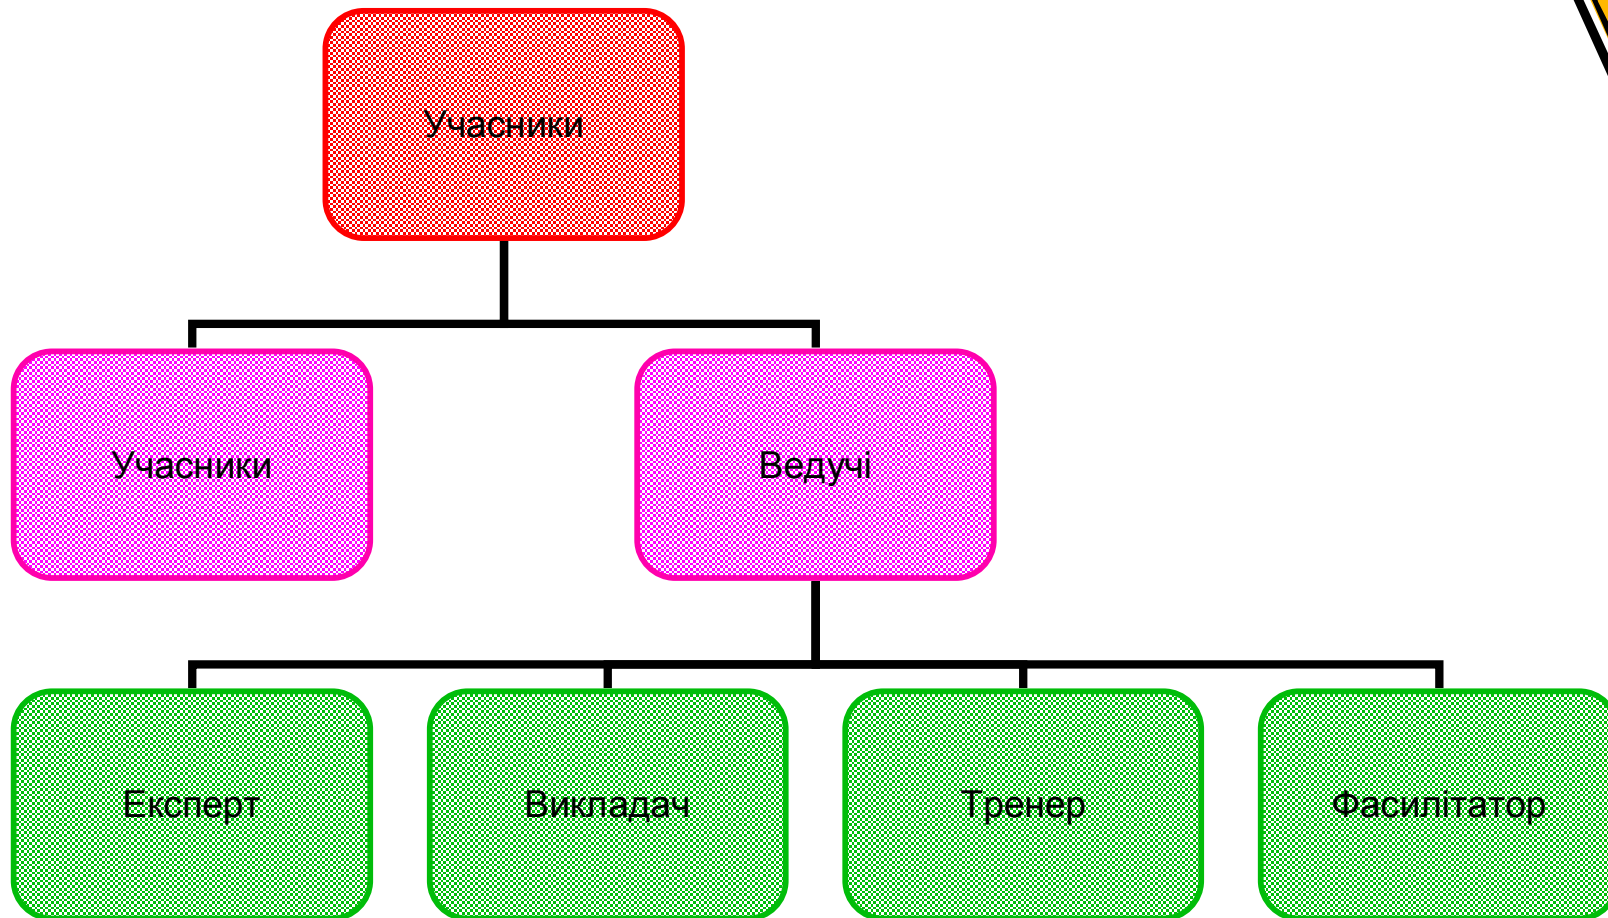 Учасники
Учасники
Ведучі
Експерт
Викладач
Тренер
Фасилітатор